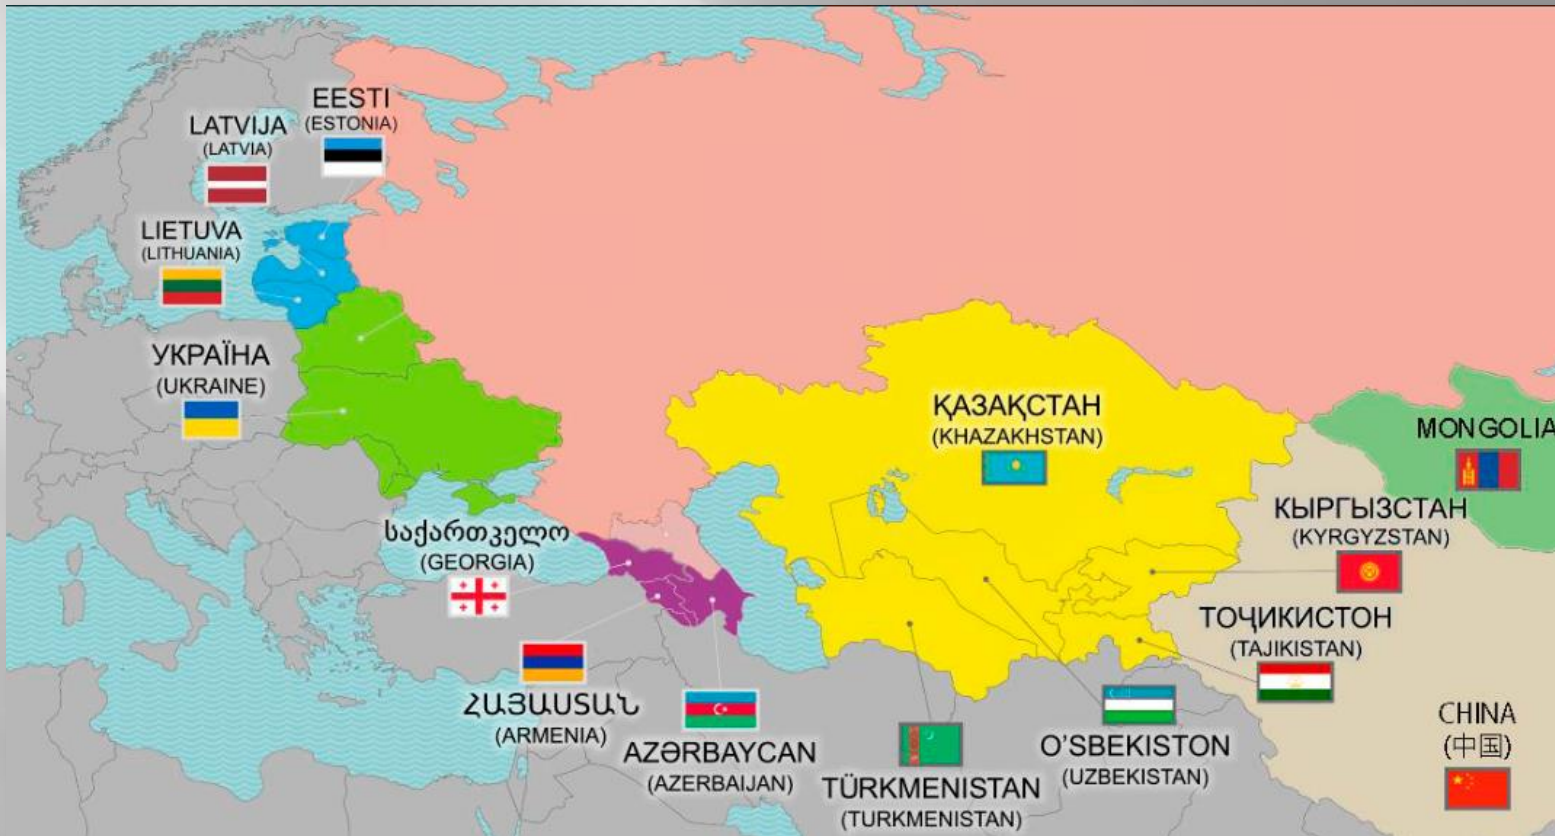 EESTI
(ESTONIA)
LATVIJA
(LATVIA)
LIETUVA
(LITHUANIA)
УКРАЇНА
(UKRAINE)
ҚАЗАҚСТАН
(KHAZAKHSTAN)
MONGOLIA
КЫРГЫЗСТАН
(KYRGYZSTAN)
საქართველო
(GEORGIA)
ТОҶИКИСТОН
(TAJIKISTAN)
ՀԱՅԱՍՏԱՆ
(ARMENIA)
AZƏRBAYCAN
(AZERBAIJAN)
TÜRKMENISTAN
(TURKMENISTAN)
O'SBEKISTON
(UZBEKISTAN)
CHINA
(中国)